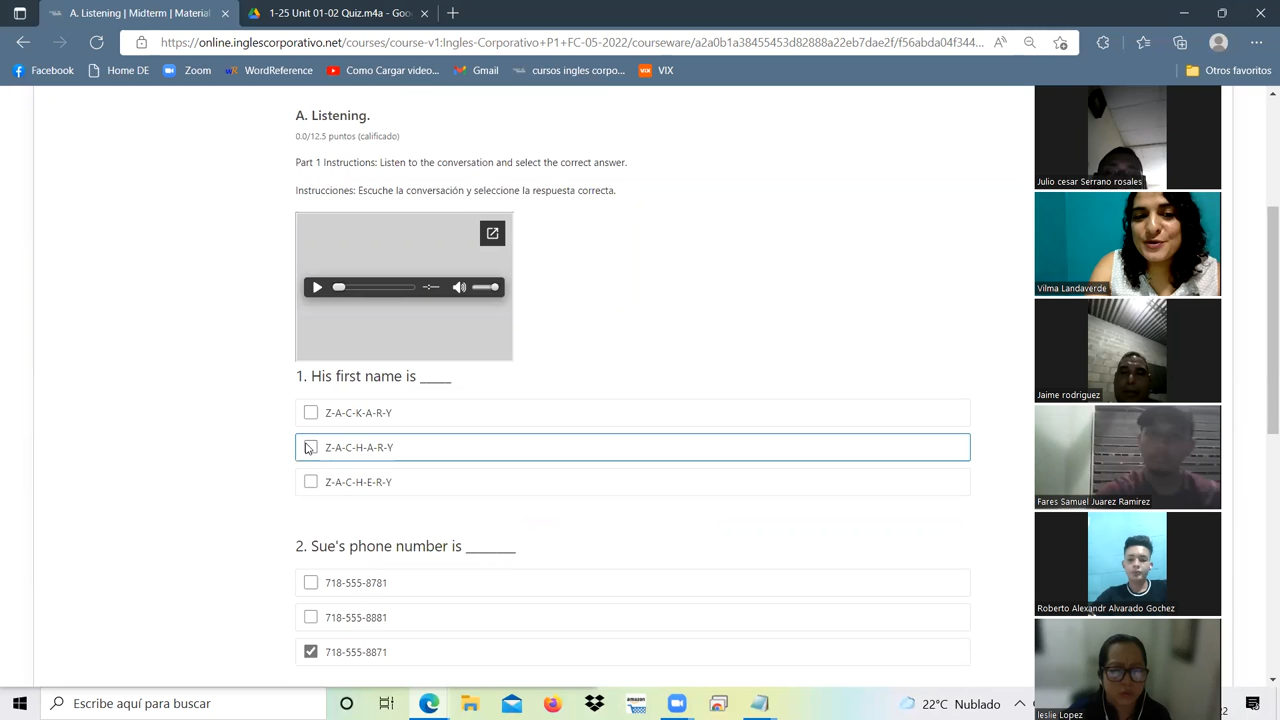 A. Listening | Midterm | Material
1-25 Unit 01-02 Quiz.m4a - Goo
https://online.inglescorporativo.net/courses/course-v1:Ingles-Corporativo+P1+FC-05-2022/courseware/a2a0b1a38455453d82888a22eb7dae2f/f56abda04f344...
Facebook
Home DE
Zoom
WordReference
Como Cargar video...
Gmail
cursos ingles corpo...
VIX
Otros favoritos
A. Listening.
0.0/12.5 puntos (calificado)
Part 1 Instructions: Listen to the conversation and select the correct answer.
Instrucciones: Escuche la conversación y seleccione la respuesta correcta.
-:--
1. His first name is _____
Z-A-C-K-A-R-Y
Z-A-C-H-A-R-Y
Z-A-C-H-E-R-Y
2. Sue's phone number is _______
718-555-8781
718-555-8881
718-555-8871
Julio cesar Serrano rosales
Vilma Landaverde
Jaime rodriguez
Fares Samuel Juarez Ramirez
Roberto Alexandr Alvarado Gochez
leslie Lopez
Escribe aquí para buscar
amazon
22°C Nublado
22